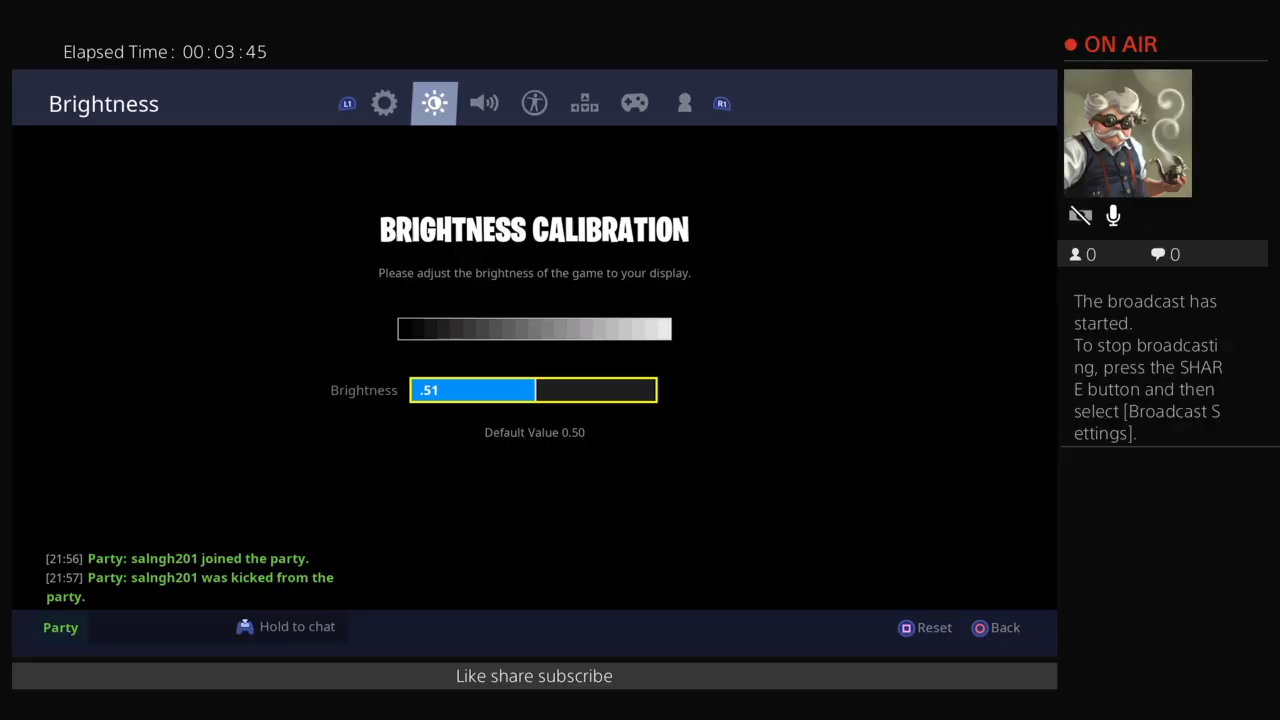 Elapsed Time: 00:03:45
ON AIR
Brightness
L1
R1
BRIGHTNESS CALIBRATION
Please adjust the brightness of the game to your display.
Brightness .51
Default Value 0.50
0 0
The broadcast has
started.
To stop broadcasti
ng, press the SHAR
E button and then
select [Broadcast S
ettings].
[21:56] Party: salngh201 joined the party.
[21:57] Party: salngh201 was kicked from the
party.
Party Hold to chat
Reset Back
Like share subscribe